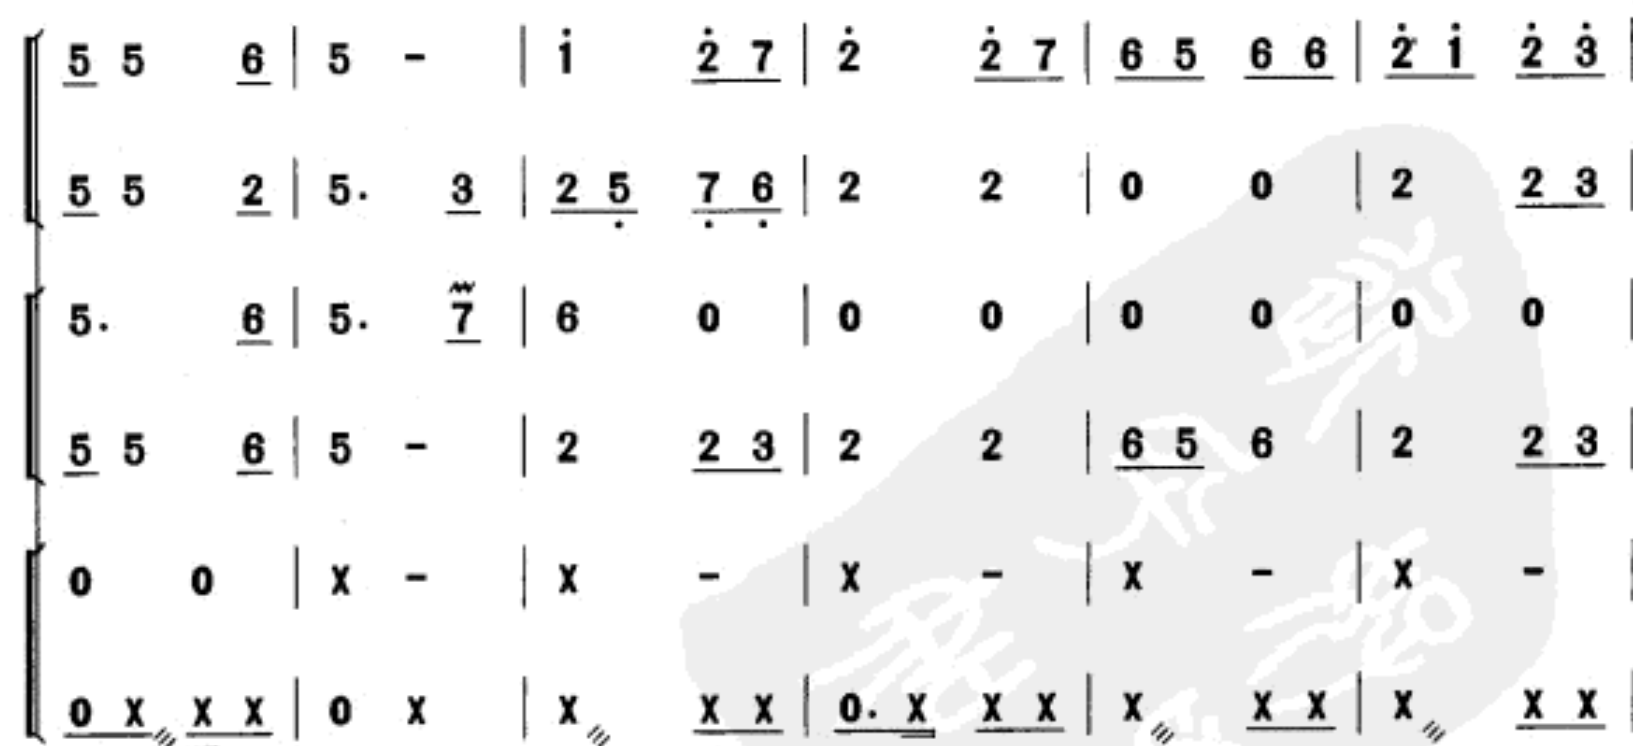 5 5 6 | 5 - | i̇ 2̇ 7 | 2̇ 2̇ 7 | 6 5 6 6 | 2̇ i̇ 2̇ 3̇ |
5 5 2 | 5. 3 | 2 5̣ 7̣ 6̣ | 2 2 | 0 0 | 2 2 3 |
5. 6 | 5. 7 | 6 0 | 0 0 | 0 0 | 0 0 |
5 5 6 | 5 - | 2 2 3 | 2 2 | 6 5 6 | 2 2 3 |
0 0 | X - | X - | X - | X - | X - |
0 X X X | 0 X | X X X | 0. X X X | X X X | X X X |